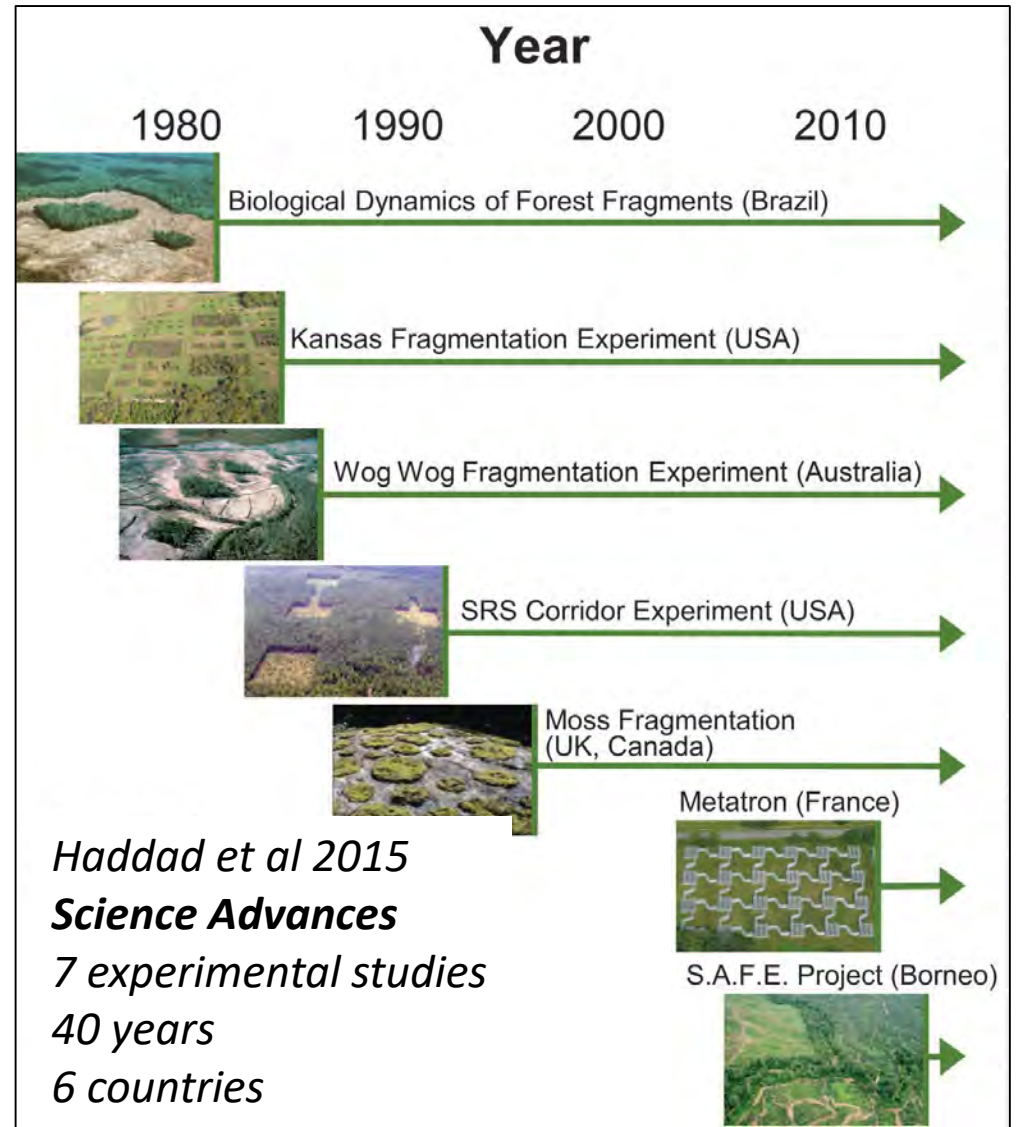 Year
1980 1990 2000 2010
Biological Dynamics of Forest Fragments (Brazil)
Kansas Fragmentation Experiment (USA)
Wog Wog Fragmentation Experiment (Australia)
SRS Corridor Experiment (USA)
Moss Fragmentation
(UK, Canada)
Metatron (France)
S.A.F.E. Project (Borneo)
Haddad et al 2015
Science Advances
7 experimental studies
40 years
6 countries